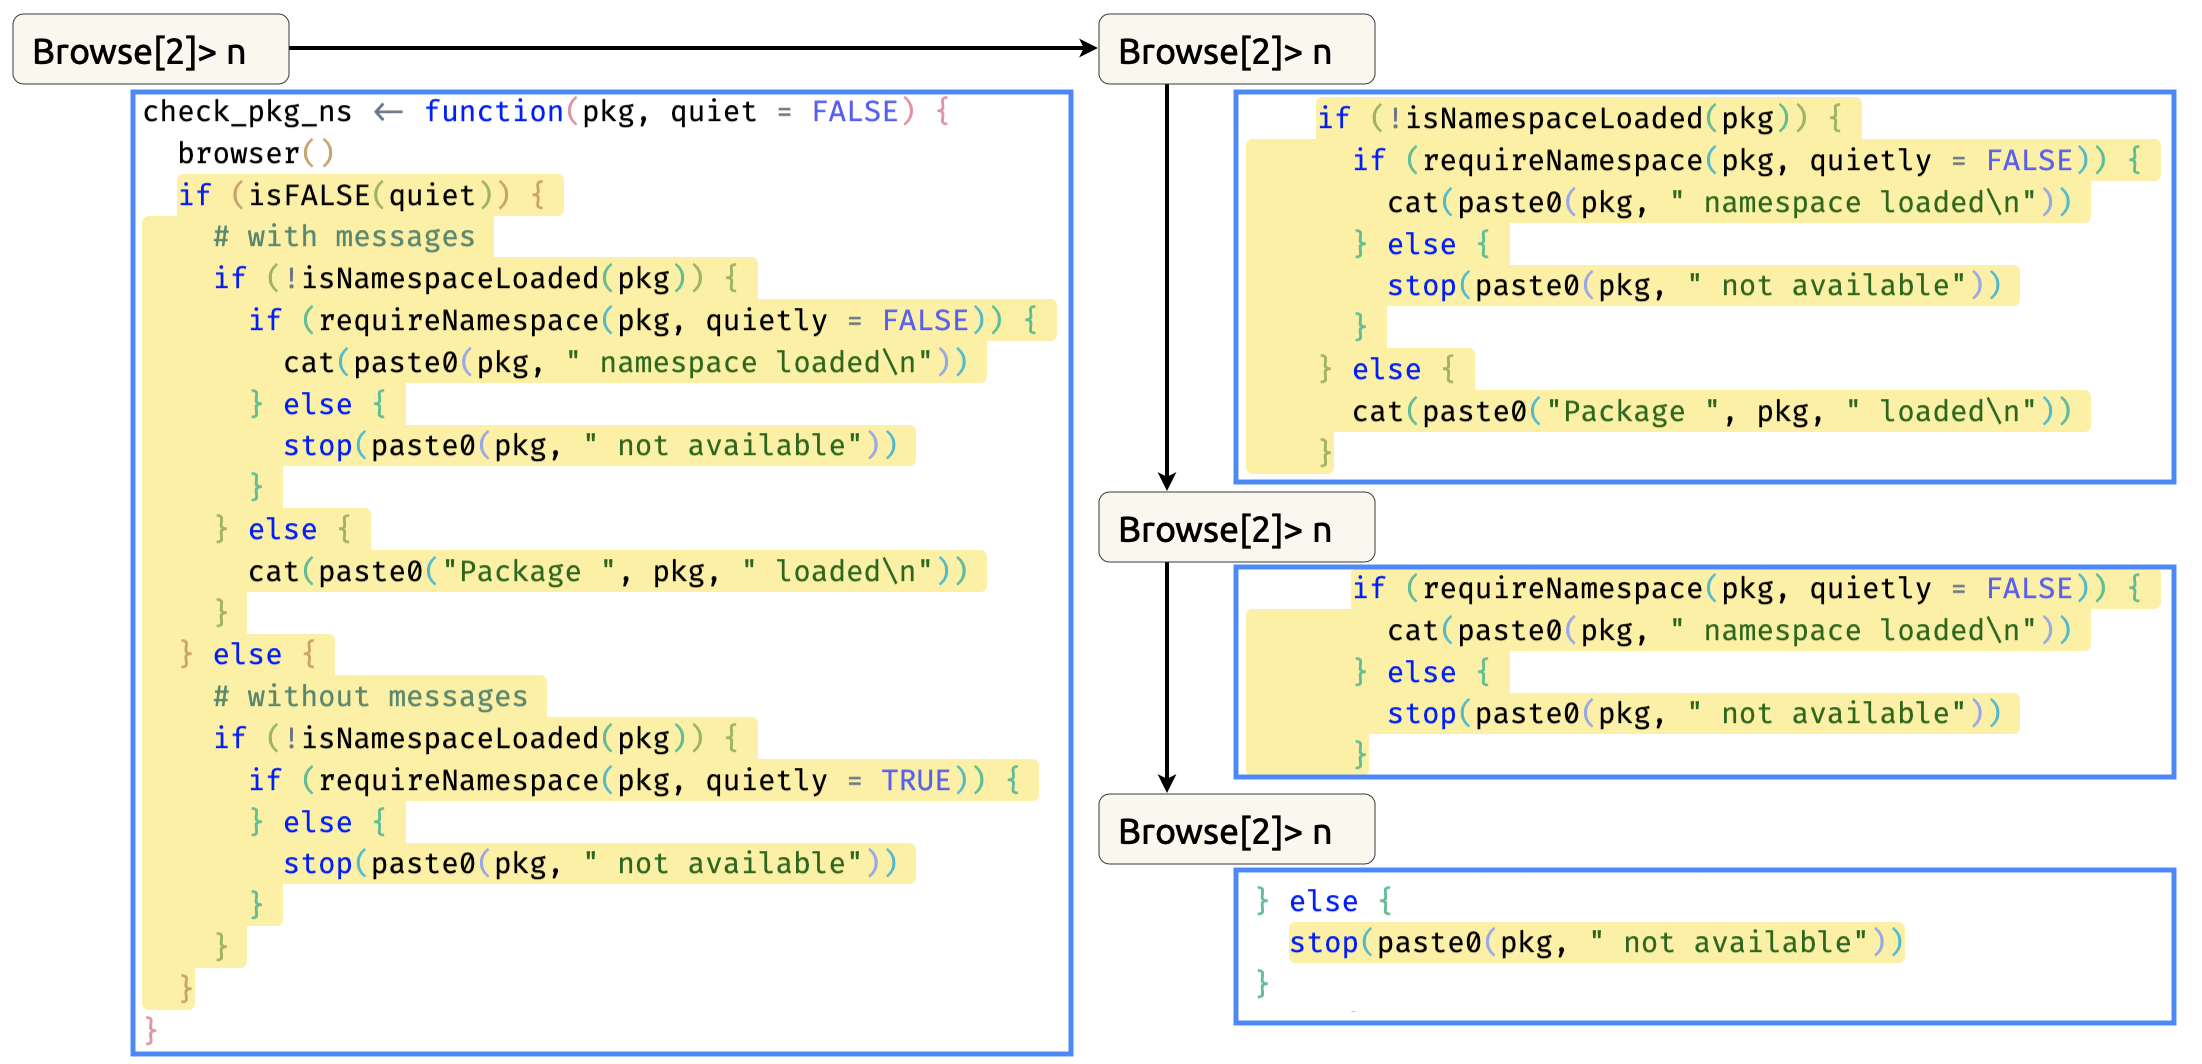 Browse[2]> n
check_pkg_ns <- function(pkg, quiet = FALSE) {
  browser()
  if (isFALSE(quiet)) {
    # with messages
    if (!isNamespaceLoaded(pkg)) {
      if (requireNamespace(pkg, quietly = FALSE)) {
        cat(paste0(pkg, " namespace loaded\n"))
      } else {
        stop(paste0(pkg, " not available"))
      }
    } else {
      cat(paste0("Package ", pkg, " loaded\n"))
    }
  } else {
    # without messages
    if (!isNamespaceLoaded(pkg)) {
      if (requireNamespace(pkg, quietly = TRUE)) {
      } else {
        stop(paste0(pkg, " not available"))
      }
    }
  }
}
Browse[2]> n
    if (!isNamespaceLoaded(pkg)) {
      if (requireNamespace(pkg, quietly = FALSE)) {
        cat(paste0(pkg, " namespace loaded\n"))
      } else {
        stop(paste0(pkg, " not available"))
      }
    } else {
      cat(paste0("Package ", pkg, " loaded\n"))
    }
Browse[2]> n
      if (requireNamespace(pkg, quietly = FALSE)) {
        cat(paste0(pkg, " namespace loaded\n"))
      } else {
        stop(paste0(pkg, " not available"))
      }
Browse[2]> n
} else {
  stop(paste0(pkg, " not available"))
}